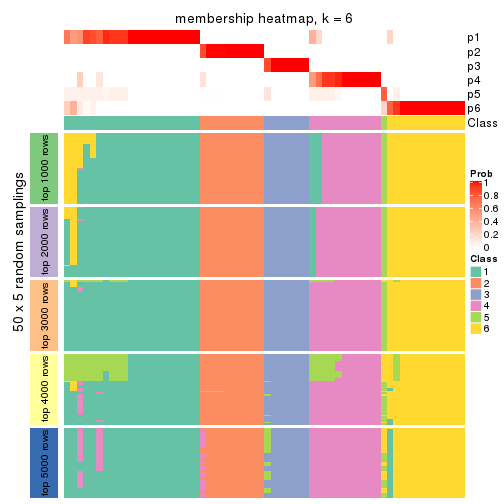 membership heatmap, k = 6
p1
p2
p3
p4
p5
p6
Class
50 x 5 random samplings
top 1000 rows
top 2000 rows
top 3000 rows
top 4000 rows
top 5000 rows
Prob
1
0.8
0.6
0.4
0.2
0
Class
1
2
3
4
5
6